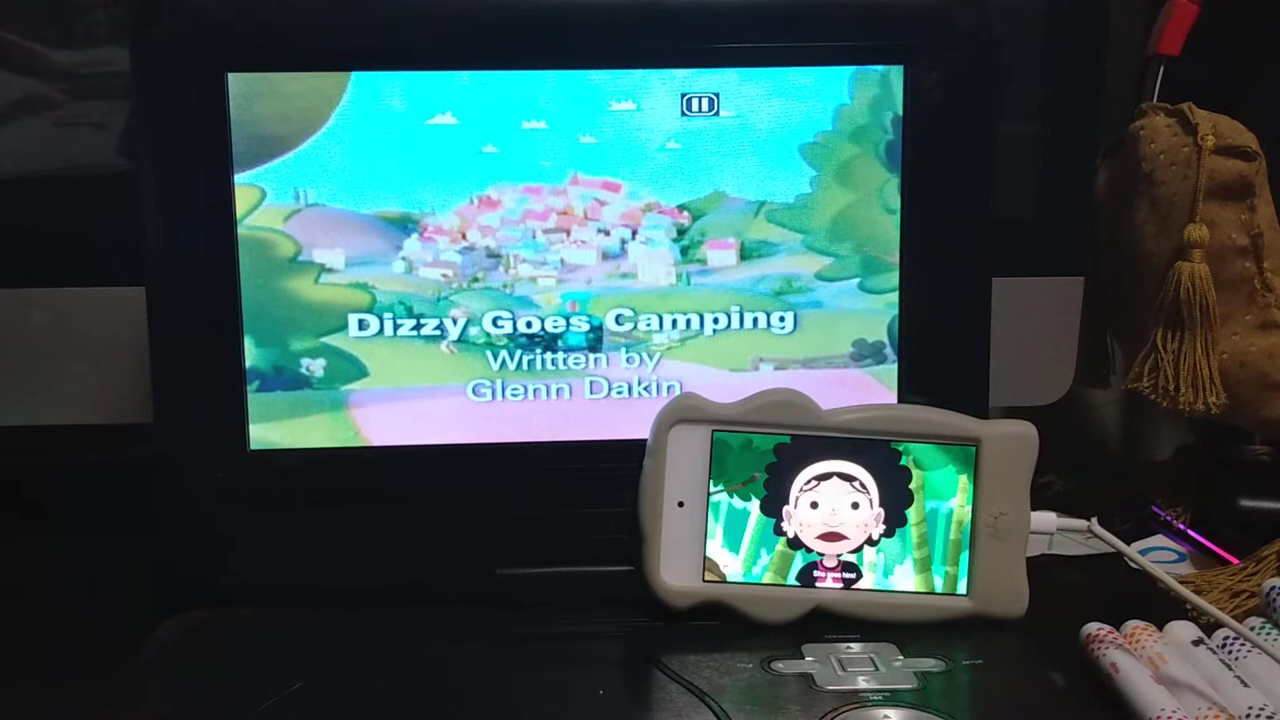 Dizzy Goes Camping
Written by
Glenn Dakin
She sees him!